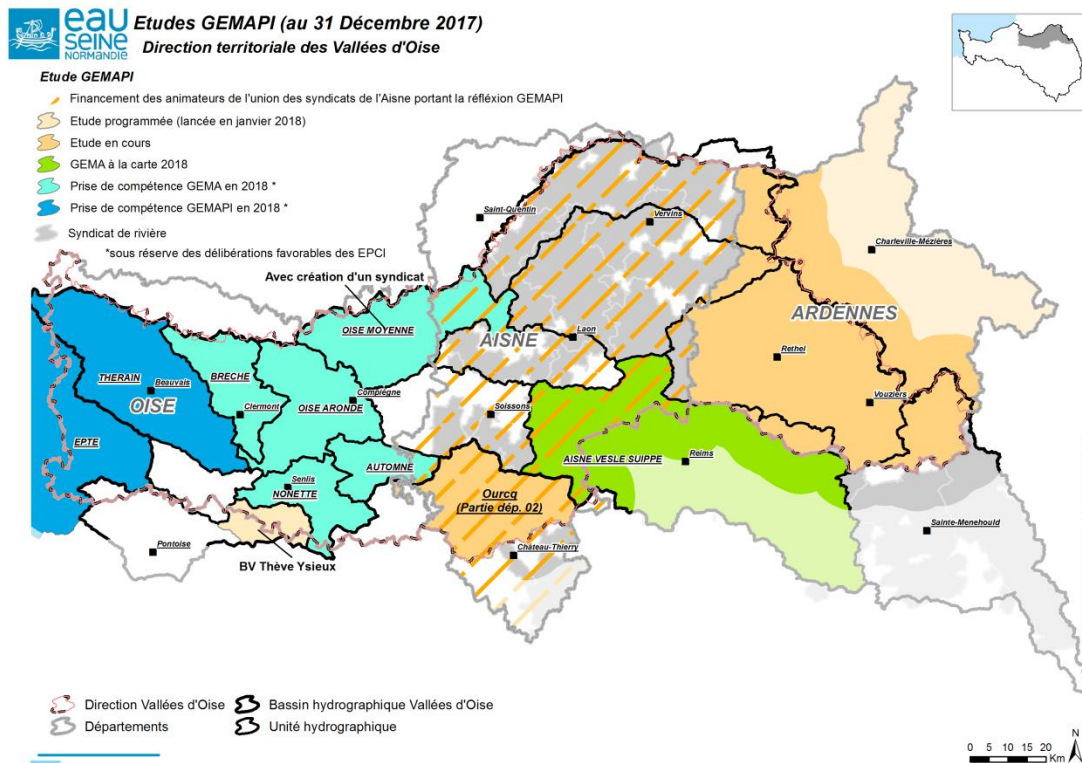 eau
SEINE
NORMANDIE
Etudes GEMAPI (au 31 Décembre 2017)
Direction territoriale des Vallées d'Oise
Etude GEMAPI
Financement des animateurs de l'union des syndicats de l'Aisne portant la réfléxion GEMAPI
Etude programmée (lancée en janvier 2018)
Etude en cours
GEMA à la carte 2018
Prise de compétence GEMA en 2018 *
Prise de compétence GEMAPI en 2018 *
Syndicat de rivière
*sous réserve des délibérations favorables des EPCI
Avec création d'un syndicat
Saint-Quentin
Vervins
Charleville-Mézières
OISE MOYENNE
AISNE
Laon
ARDENNES
Rethel
THERAIN
Beauvais
BRECHE
OISE
Clermont
Compiègne
OISE ARONDE
Soissons
Vouziers
EPTE
AUTOMNE
AISNE VESLE SUIPPE
Reims
Senlis
NONETTE
Ourcq
(Partie dép. 02)
Sainte-Menehould
Pontoise
Château-Thierry
BV Thève Ysieux
Direction Vallées d'Oise
Bassin hydrographique Vallées d'Oise
Départements
Unité hydrographique
N
0 5 10 15 20
Km